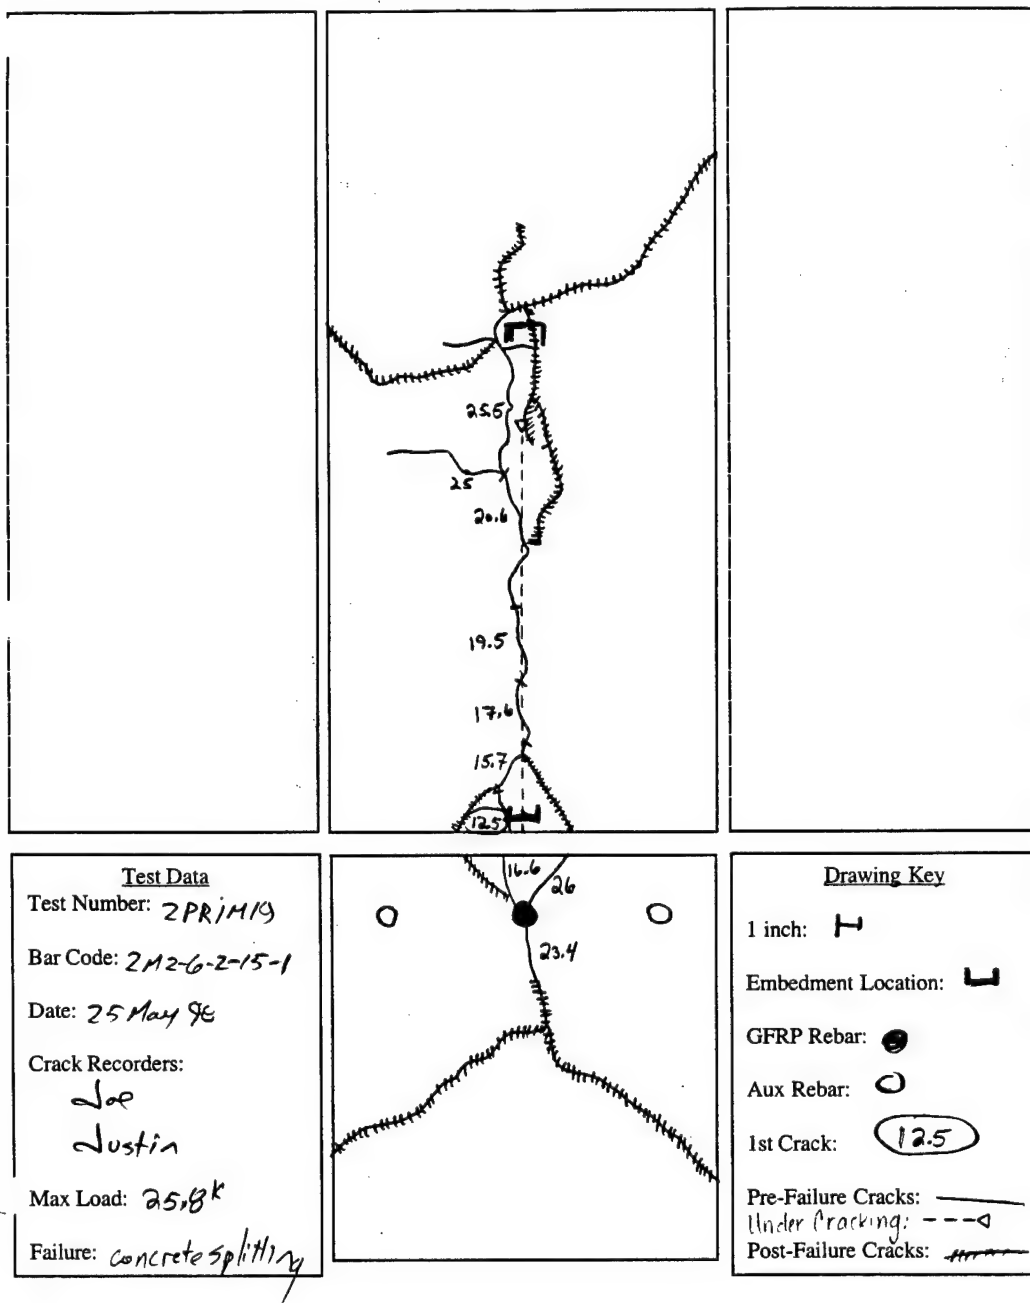 25.5
25
20.6
19.5
17.6
15.7
12.5
16.6
26
23.4
Test Data
Test Number: 2PRIM19
Bar Code: 2M2-6-2-15-1
Date: 25 May 98
Crack Recorders:
Joe
Justin
Max Load: 25.8 K
Failure: concrete splitting
Drawing Key
1 inch:
Embedment Location:
GFRP Rebar:
Aux Rebar:
1st Crack: 12.5
Pre-Failure Cracks:
Under Cracking:
Post-Failure Cracks: